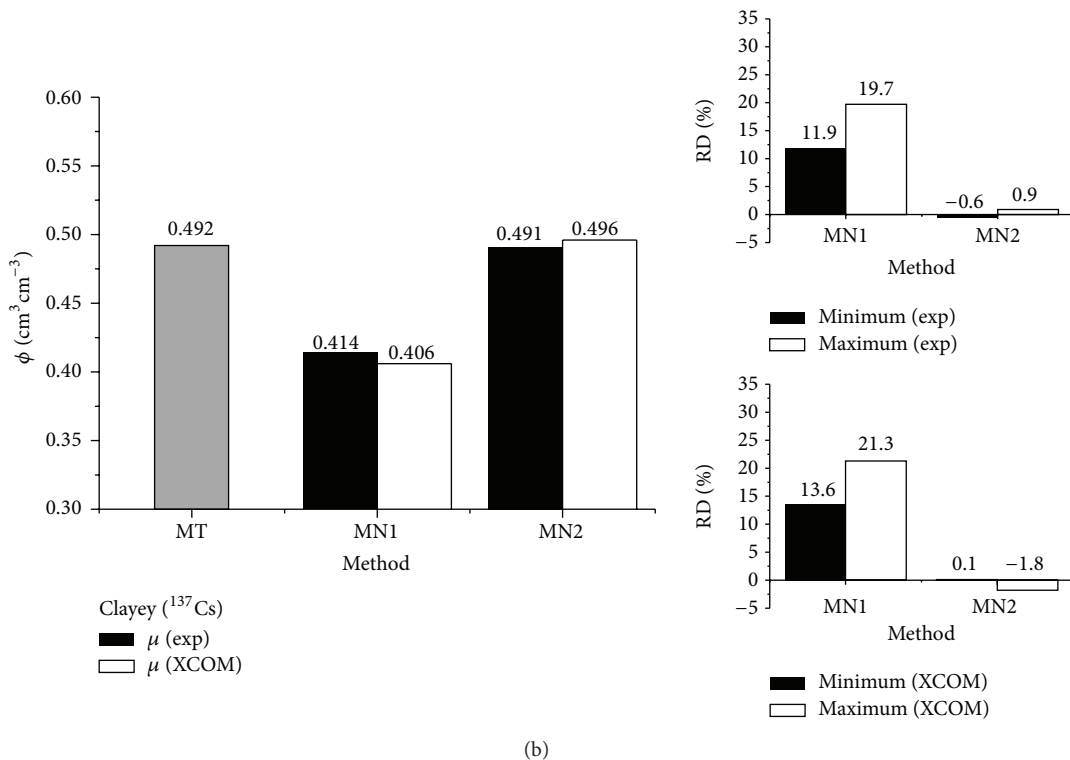 0.60
0.55
0.50
0.45
0.40
0.35
0.30
ϕ (cm³ cm⁻³)
0.492
0.414
0.406
0.491
0.496
MT
MN1
MN2
Method
Clayey (¹³⁷Cs)
μ (exp)
μ (XCOM)
35
30
25
20
15
10
5
0
−5
RD (%)
11.9
19.7
−0.6
0.9
MN1
MN2
Method
Minimum (exp)
Maximum (exp)
35
30
25
20
15
10
5
0
−5
RD (%)
13.6
21.3
0.1
−1.8
MN1
MN2
Method
Minimum (XCOM)
Maximum (XCOM)
(b)